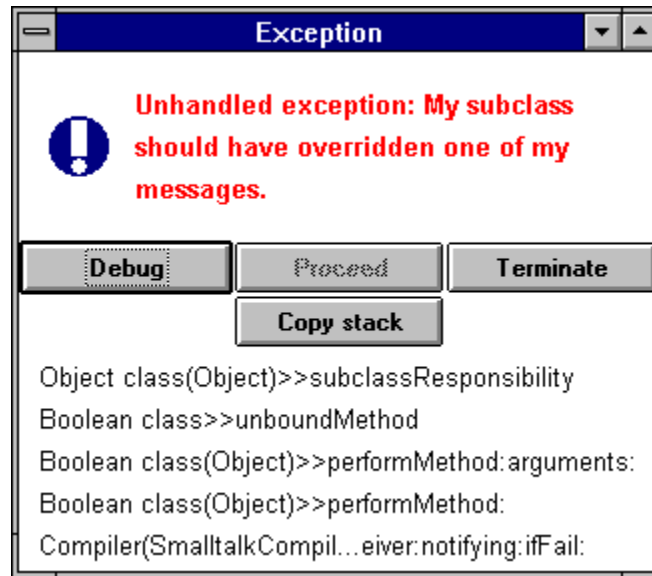 Exception
Unhandled exception: My subclass
should have overridden one of my
messages.
Debug Proceed Terminate
Copy stack
Object class(Object)>>subclassResponsibility
Boolean class>>unboundMethod
Boolean class(Object)>>performMethod:arguments:
Boolean class(Object)>>performMethod:
Compiler(SmalltalkCompil...eiver:notifying:ifFail: